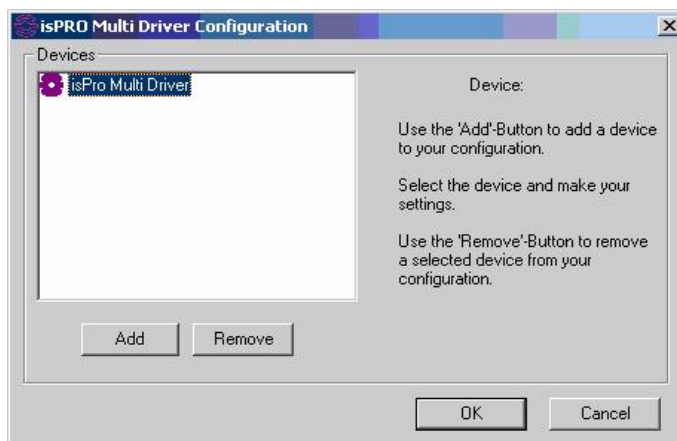 isPRO Multi Driver Configuration
Devices
isPro Multi Driver
Device:
Use the 'Add'-Button to add a device
to your configuration.
Select the device and make your
settings.
Use the 'Remove'-Button to remove
a selected device from your
configuration.
Add
Remove
OK
Cancel